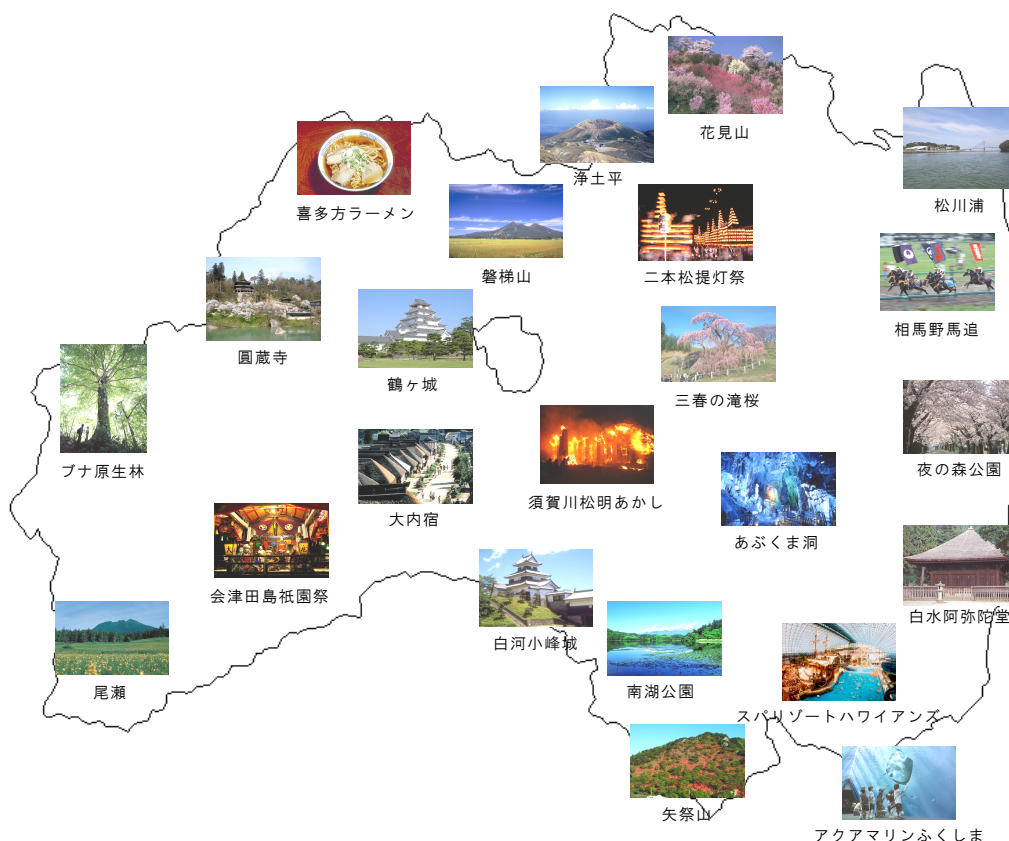 花見山
浄土平
松川浦
喜多方ラーメン
磐梯山
二本松提灯祭
相馬野馬追
圓蔵寺
鶴ヶ城
三春の滝桜
ブナ原生林
夜の森公園
須賀川松明あかし
大内宿
あぶくま洞
会津田島祇園祭
白水阿弥陀堂
白河小峰城
尾瀬
南湖公園
スパリゾートハワイアンズ
矢祭山
アクアマリンふくしま